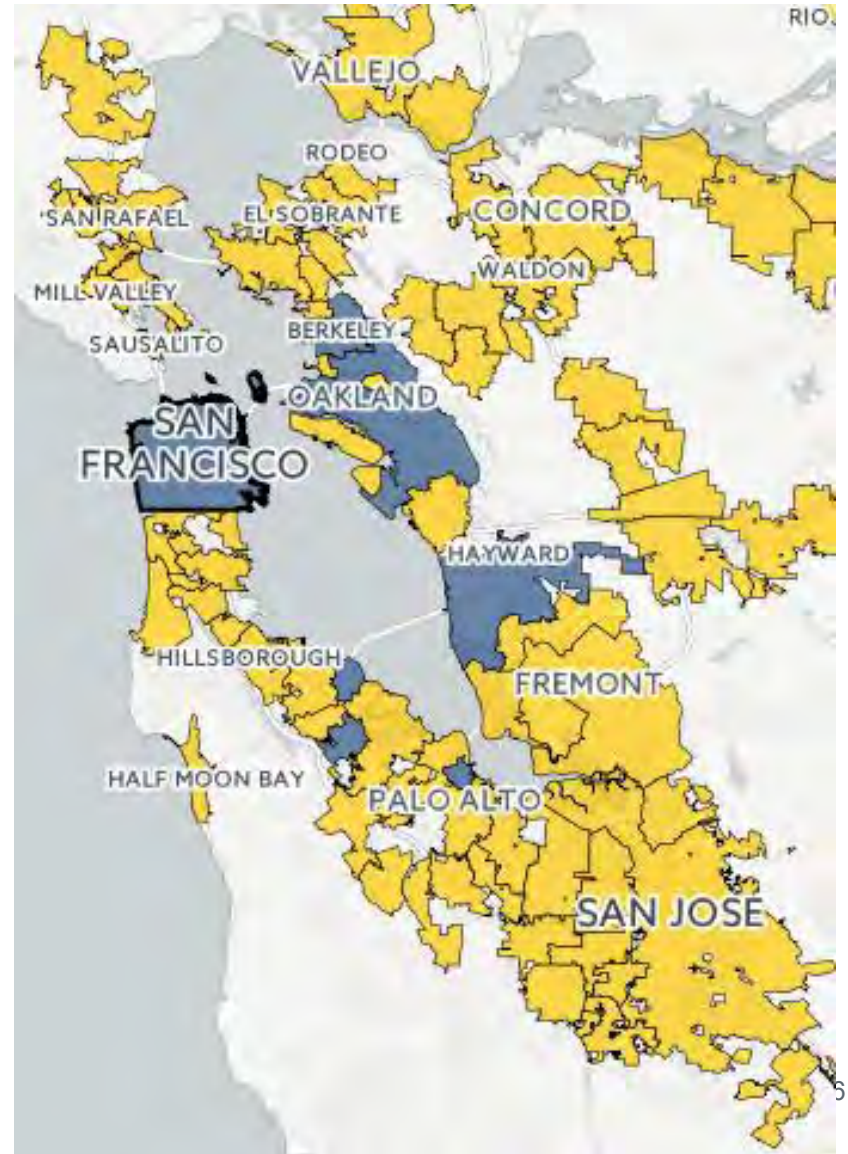 RIO
VALLEJO
RODEO
SAN RAFAEL
EL SOBRANTE
CONCORD
WALDON
MILL VALLEY
BERKELEY
SAUSALITO
OAKLAND
SAN
FRANCISCO
HAYWARD
HILLSBOROUGH
FREMONT
HALF MOON BAY
PALO ALTO
SAN JOSE
6